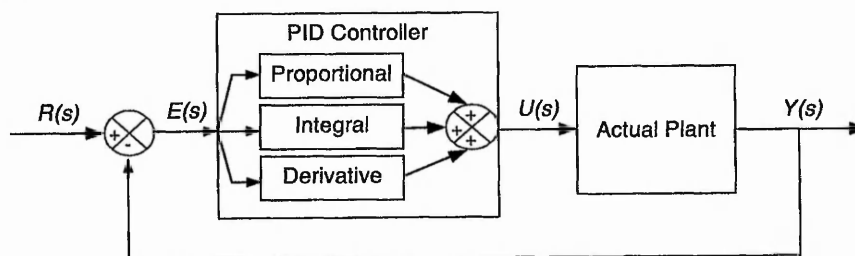 PID Controller
Proportional
R(s)
E(s)
U(s)
Y(s)
+
-
Integral
+
+
+
Actual Plant
Derivative